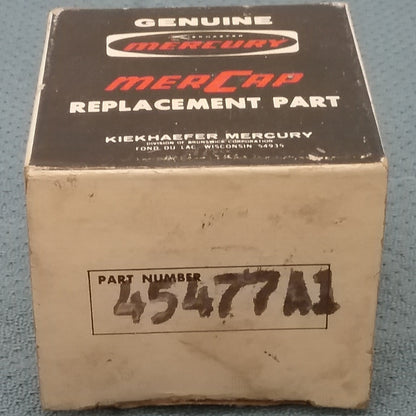 GENUINE
KIEKHAEFER
MERCURY
MERCAP
REPLACEMENT PART
KIEKHAEFER MERCURY
DIVISION OF BRUNSWICK CORPORATION
FOND DU LAC, WISCONSIN 54935
PART NUMBER
45477A1